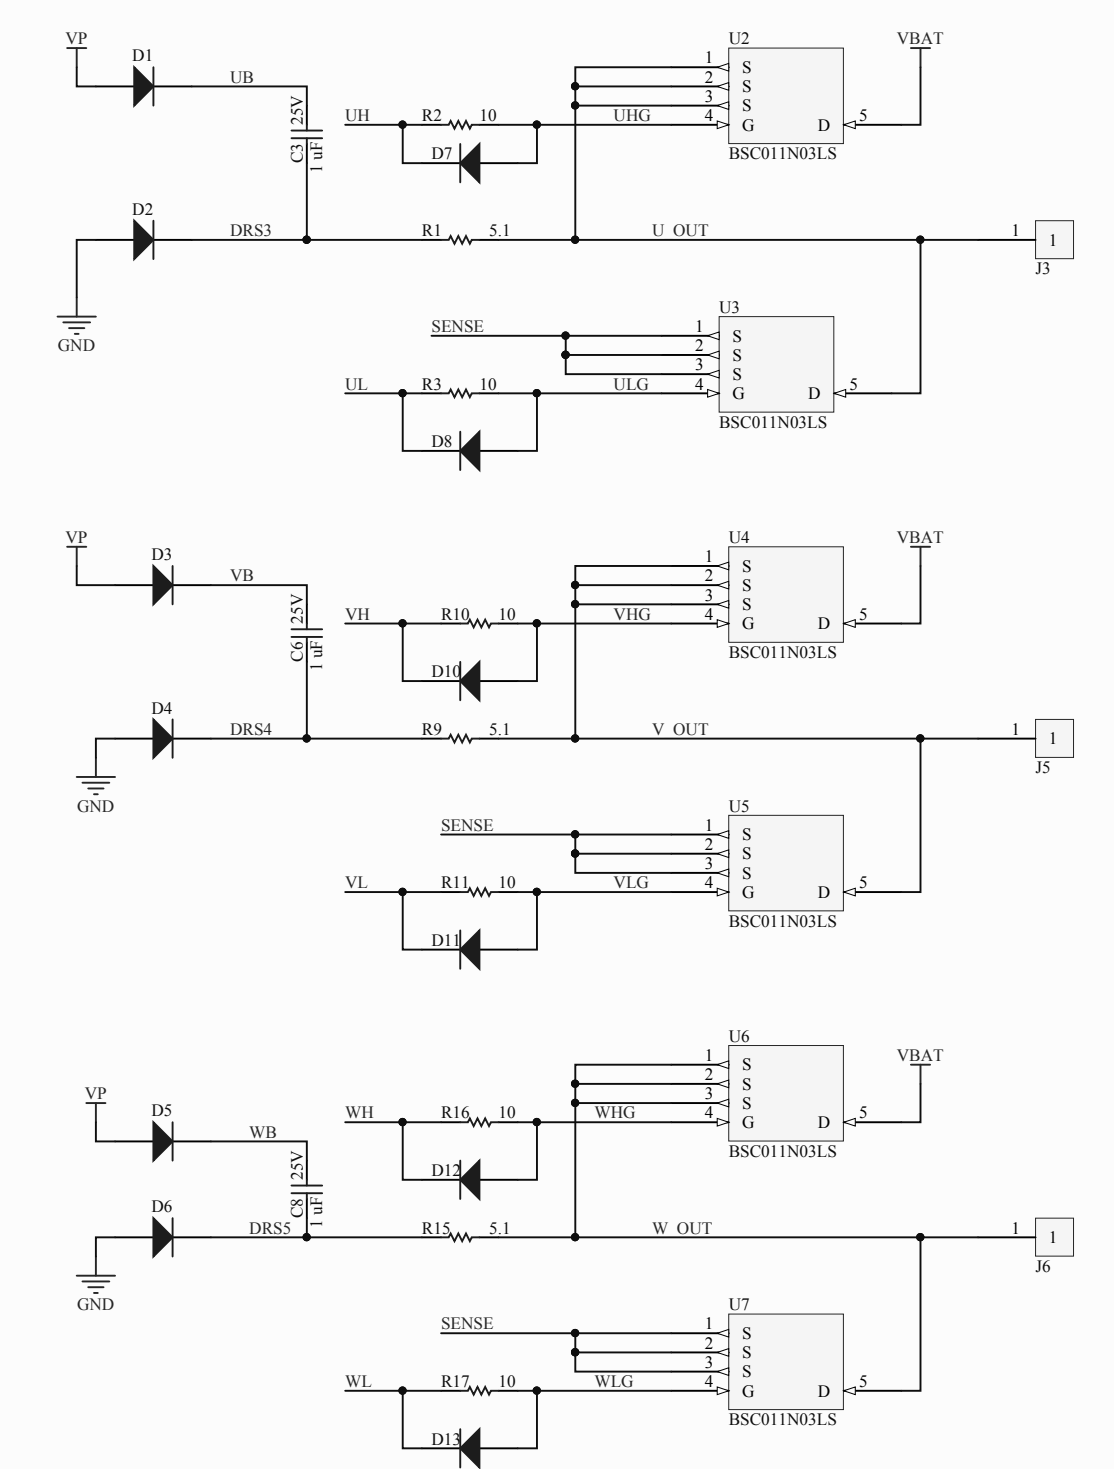 VP
D1
UB
25V
C3
1 uF
UH
R2 10
D7
UHG
U2
1 S
2 S
3 S
4 G D 5
BSC011N03LS
VBAT
D2
DRS3
R1 5.1
U_OUT
1 1
J3
GND
SENSE
U3
1 S
2 S
3 S
4 G D 5
BSC011N03LS
UL
R3 10
ULG
D8
VP
D3
VB
25V
C6
1 uF
VH
R10 10
D10
VHG
U4
1 S
2 S
3 S
4 G D 5
BSC011N03LS
VBAT
D4
DRS4
R9 5.1
V_OUT
1 1
J5
GND
SENSE
U5
1 S
2 S
3 S
4 G D 5
BSC011N03LS
VL
R11 10
VLG
D11
VP
D5
WB
25V
C8
1 uF
WH
R16 10
D12
WHG
U6
1 S
2 S
3 S
4 G D 5
BSC011N03LS
VBAT
D6
DRS5
R15 5.1
W_OUT
1 1
J6
GND
SENSE
U7
1 S
2 S
3 S
4 G D 5
BSC011N03LS
WL
R17 10
WLG
D13